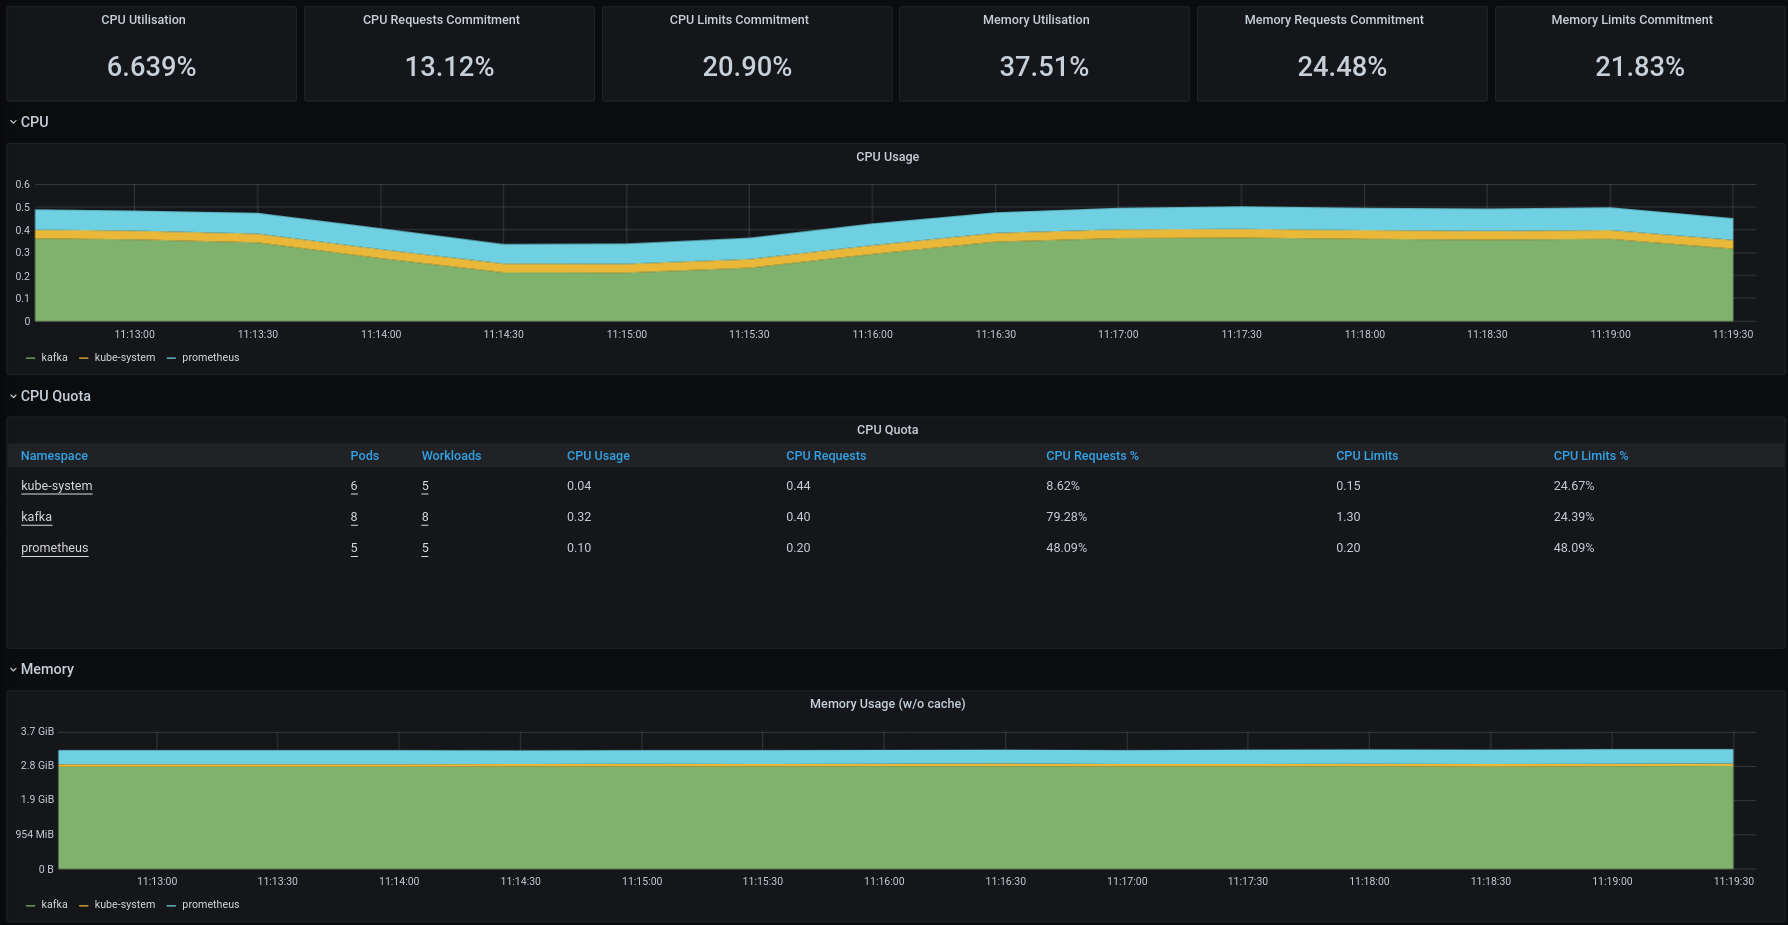 CPU Utilisation CPU Requests Commitment CPU Limits Commitment Memory Utilisation Memory Requests Commitment Memory Limits Commitment
6.639% 13.12% 20.90% 37.51% 24.48% 21.83%
CPU
CPU Usage
0.6
0.5
0.4
0.3
0.2
0.1
0
11:13:00 11:13:30 11:14:00 11:14:30 11:15:00 11:15:30 11:16:00 11:16:30 11:17:00 11:17:30 11:18:00 11:18:30 11:19:00 11:19:30
kafka kube-system prometheus
CPU Quota
CPU Quota
Namespace Pods Workloads CPU Usage CPU Requests CPU Requests % CPU Limits CPU Limits %
kube-system 6 5 0.04 0.44 8.62% 0.15 24.67%
kafka 8 8 0.32 0.40 79.28% 1.30 24.39%
prometheus 5 5 0.10 0.20 48.09% 0.20 48.09%
Memory
Memory Usage (w/o cache)
3.7 GiB
2.8 GiB
1.9 GiB
954 MiB
0 B
11:13:00 11:13:30 11:14:00 11:14:30 11:15:00 11:15:30 11:16:00 11:16:30 11:17:00 11:17:30 11:18:00 11:18:30 11:19:00 11:19:30
kafka kube-system prometheus